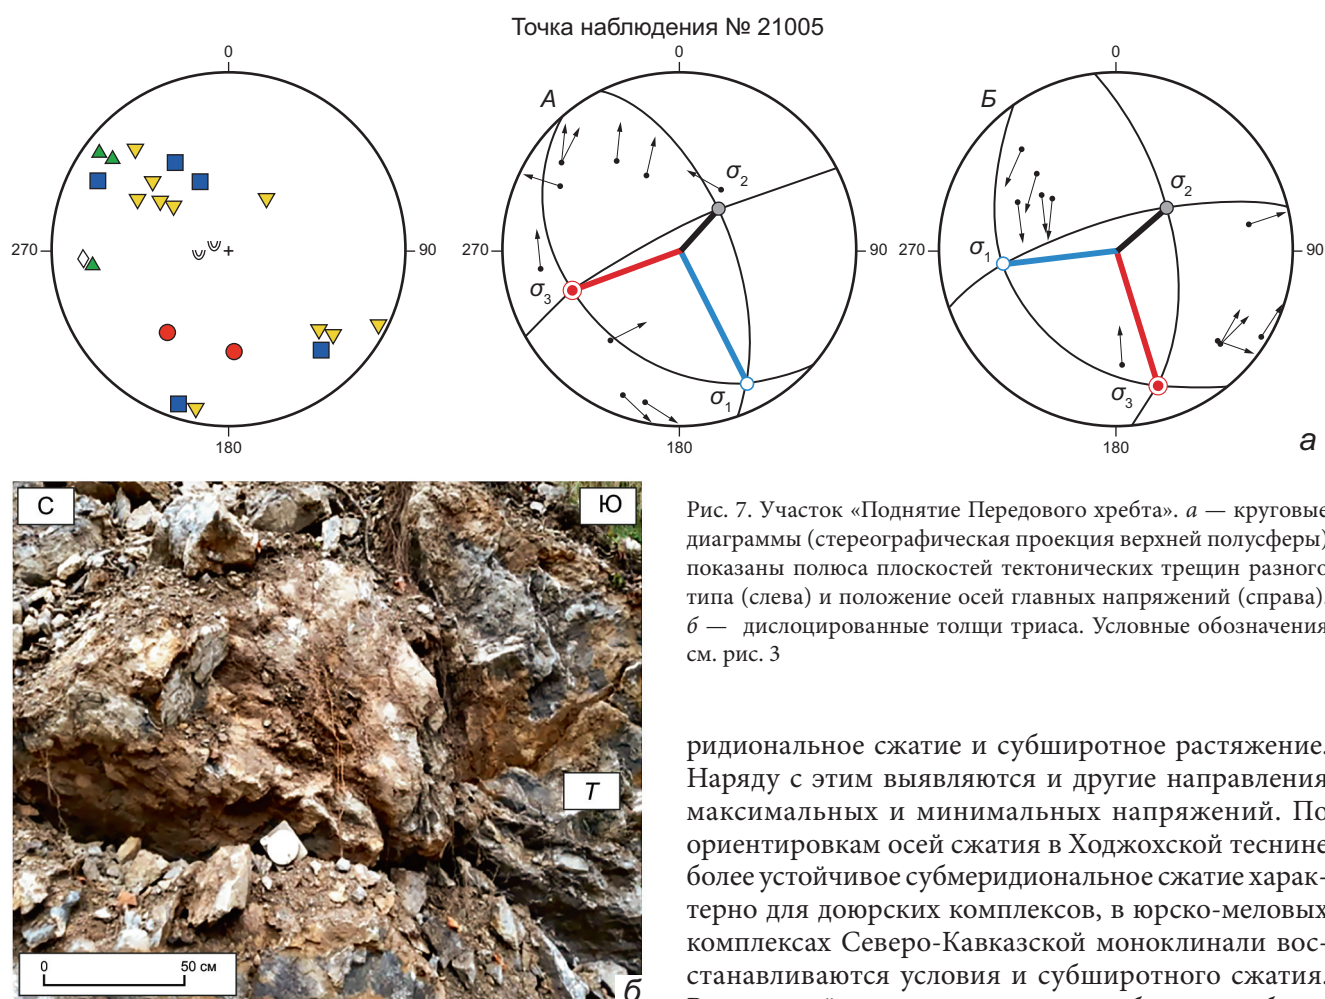 Точка наблюдения № 21005
0
0
0
А
Б
σ2
σ2
270
90
270
90
270
90
σ1
σ3
σ1
σ3
180
180
180
а
С
Ю
Т
0
50 см
б
Рис. 7. Участок «Поднятие Передового хребта». а — круговые
диаграммы (стереографическая проекция верхней полусферы)
показаны полюса плоскостей тектонических трещин разного
типа (слева) и положение осей главных напряжений (справа).
б — дислоцированные толщи триаса. Условные обозначения
см. рис. 3
ридиональное сжатие и субширотное растяжение.
Наряду с этим выявляются и другие направления
максимальных и минимальных напряжений. По
ориентировкам осей сжатия в Ходжохской теснине
более устойчивое субмеридиональное сжатие харак-
терно для доюрских комплексов, в юрско-меловых
комплексах Северо-Кавказской моноклинали вос-
станавливаются условия и субширотного сжатия.